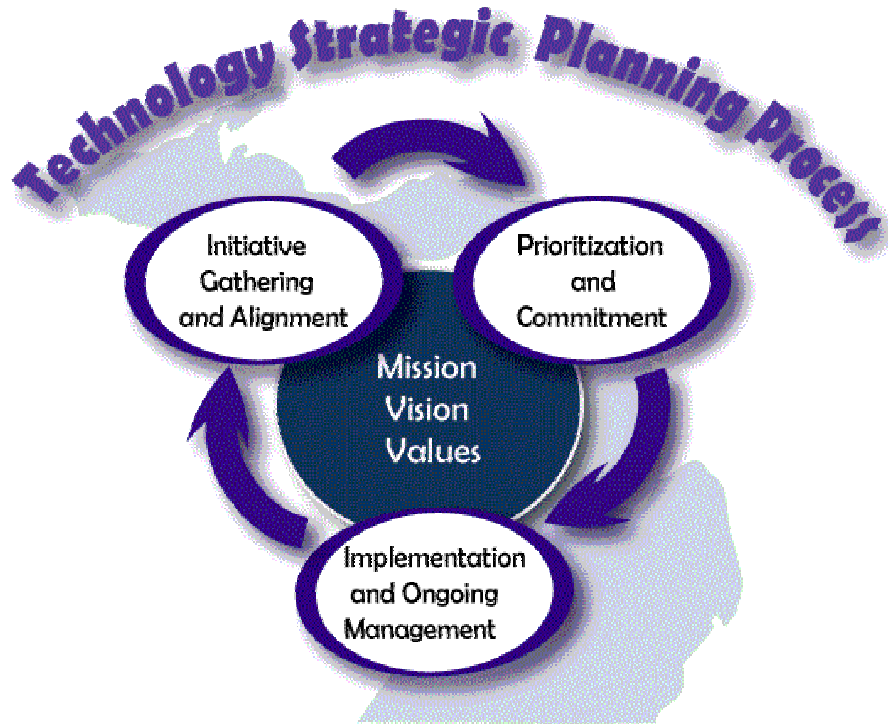 Technology Strategic Planning Process
Initiative
Gathering
and Alignment
Prioritization
and
Commitment
Mission
Vision
Values
Implementation
and Ongoing
Management